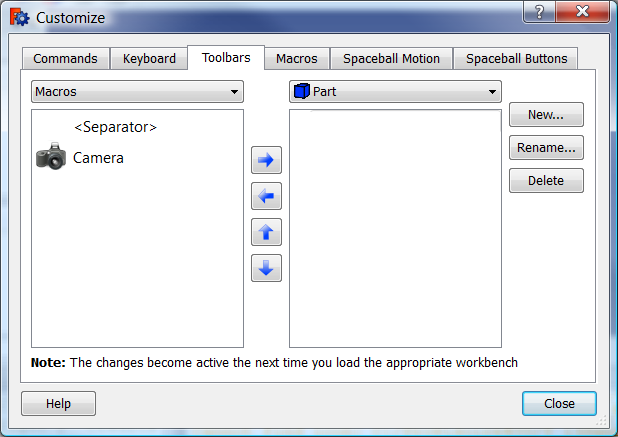 Customize
?
Commands Keyboard Toolbars Macros Spaceball Motion Spaceball Buttons
Macros Part
<Separator>
Camera
New...
Rename...
Delete
Note: The changes become active the next time you load the appropriate workbench
Help Close